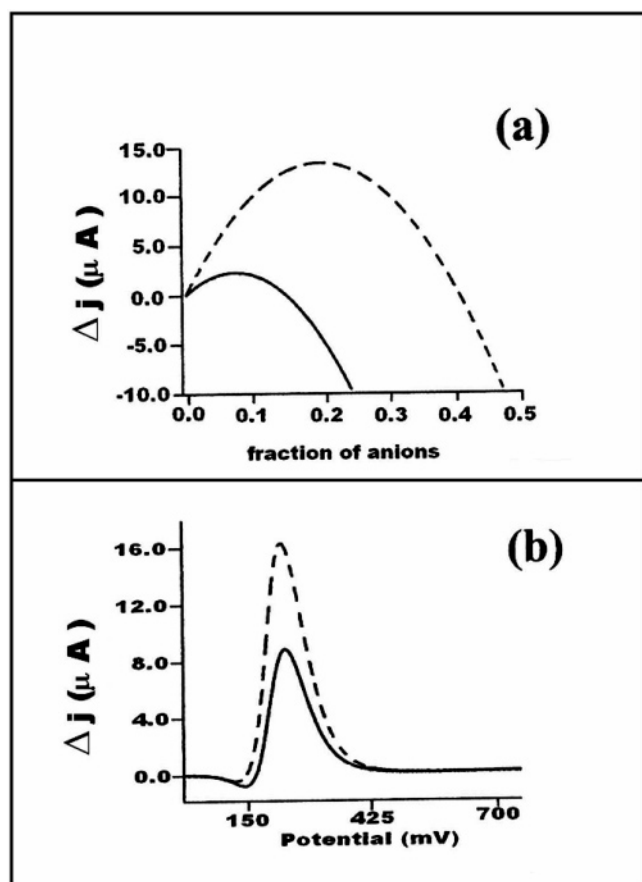 (a)
15.0
10.0
5.0
0.0
-5.0
-10.0
Δ j (μ A)
0.0 0.1 0.2 0.3 0.4 0.5
fraction of anions
(b)
16.0
12.0
8.0
4.0
0.0
Δ j (μ A)
150 425 700
Potential (mV)